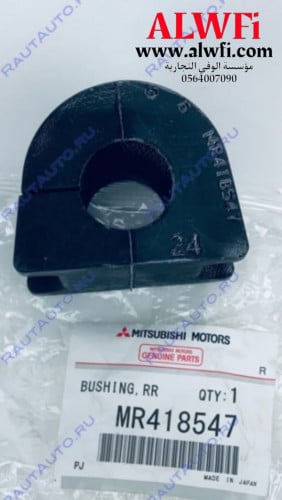 ALWFi
www.alwfi.com
مؤسسة الوفي التجارية
0564007090
RAUTAUTO.RU
MR418547
24
MITSUBISHI MOTORS
GENUINE PARTS
R
BUSHING, RR QTY: 1
MR418547
PJ
MADE IN JAPAN